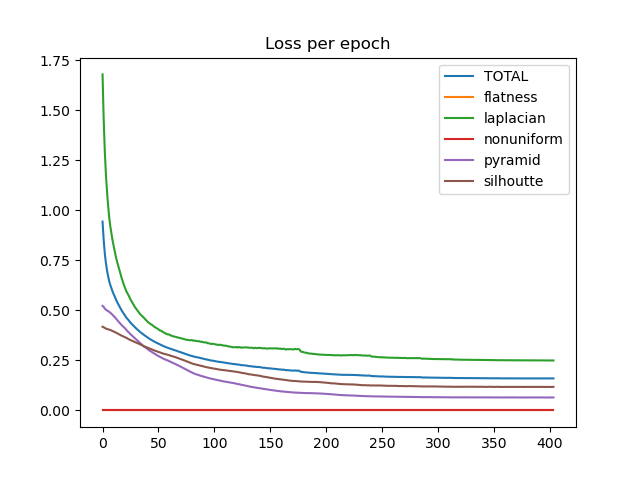 Loss per epoch
1.75
1.50
1.25
1.00
0.75
0.50
0.25
0.00
TOTAL
flatness
laplacian
nonuniform
pyramid
silhoutte
0 50 100 150 200 250 300 350 400